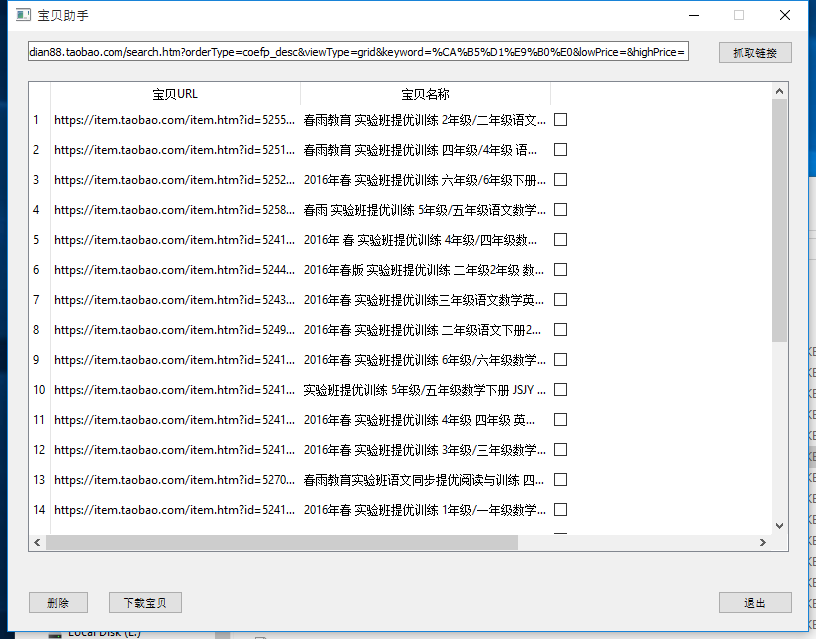 宝贝助手
dian88.taobao.com/search.htm?orderType=coefp_desc&viewType=grid&keyword=%CA%B5%D1%E9%B0%E0&lowPrice=&highPrice=
抓取链接
宝贝URL 宝贝名称
1 https://item.taobao.com/item.htm?id=5255... 春雨教育 实验班提优训练 2年级/二年级语文...
2 https://item.taobao.com/item.htm?id=5251... 春雨教育 实验班提优训练 四年级/4年级 语...
3 https://item.taobao.com/item.htm?id=5252... 2016年春 实验班提优训练 六年级/6年级下册...
4 https://item.taobao.com/item.htm?id=5258... 春雨 实验班提优训练 5年级/五年级语文数学...
5 https://item.taobao.com/item.htm?id=5241... 2016年 春 实验班提优训练 4年级/四年级数...
6 https://item.taobao.com/item.htm?id=5244... 2016年春版 实验班提优训练 二年级2年级 数...
7 https://item.taobao.com/item.htm?id=5243... 2016年春 实验班提优训练三年级语文数学英...
8 https://item.taobao.com/item.htm?id=5249... 2016年春 实验班提优训练 二年级语文下册2...
9 https://item.taobao.com/item.htm?id=5241... 2016年春 实验班提优训练 6年级/六年级数学...
10 https://item.taobao.com/item.htm?id=5241... 实验班提优训练 5年级/五年级数学下册 JSJY ...
11 https://item.taobao.com/item.htm?id=5241... 2016年春 实验班提优训练 4年级 四年级 英...
12 https://item.taobao.com/item.htm?id=5241... 2016年春 实验班提优训练 3年级/三年级数学...
13 https://item.taobao.com/item.htm?id=5270... 春雨教育实验班语文同步提优阅读与训练 四...
14 https://item.taobao.com/item.htm?id=5241... 2016年春 实验班提优训练 1年级/一年级数学...
删除 下载宝贝 退出
Local Disk (E:)